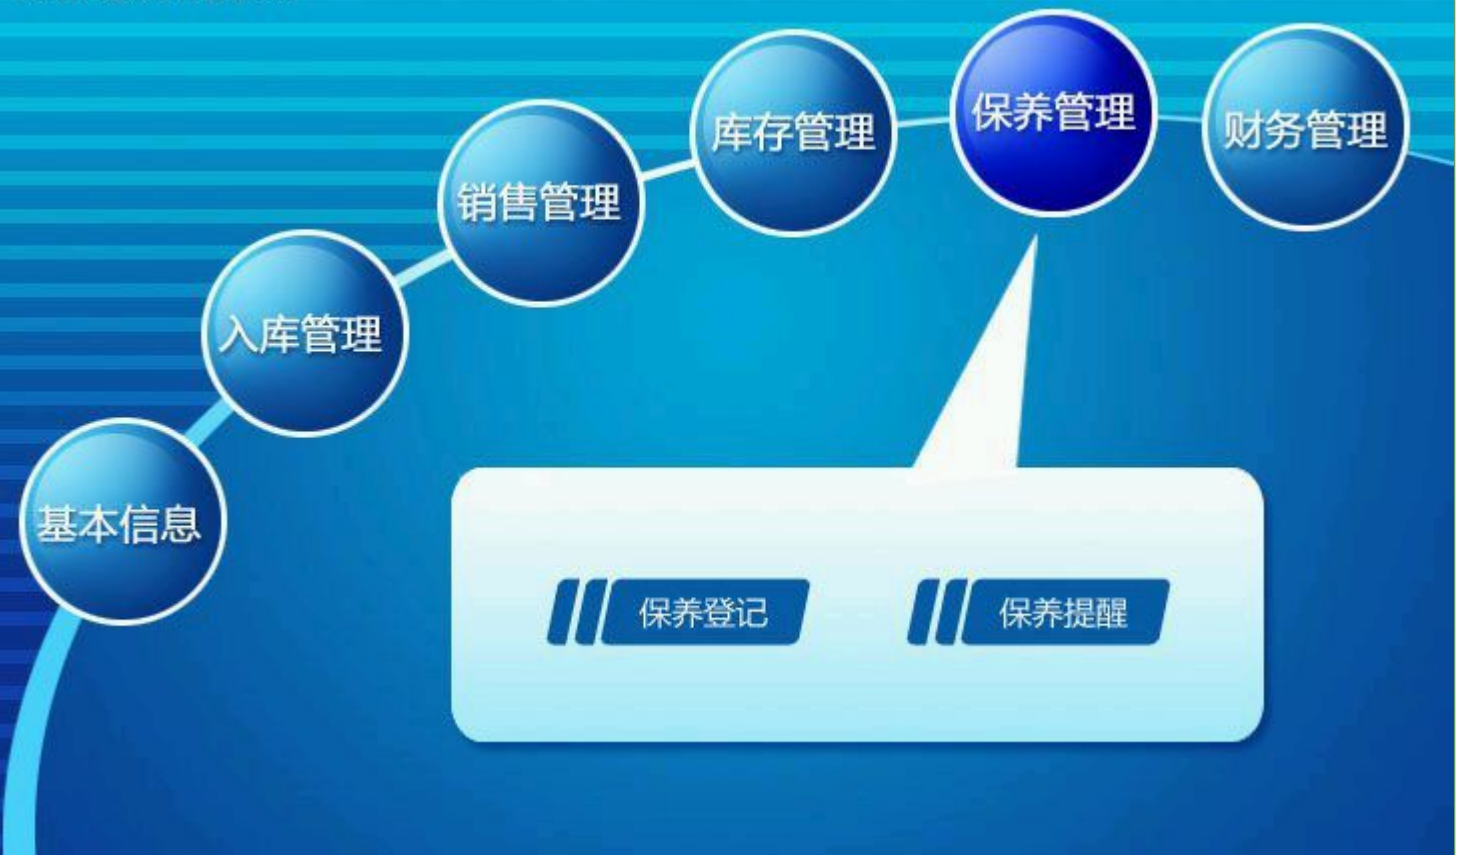 基本信息
入库管理
销售管理
库存管理
保养管理
财务管理
保养登记
保养提醒